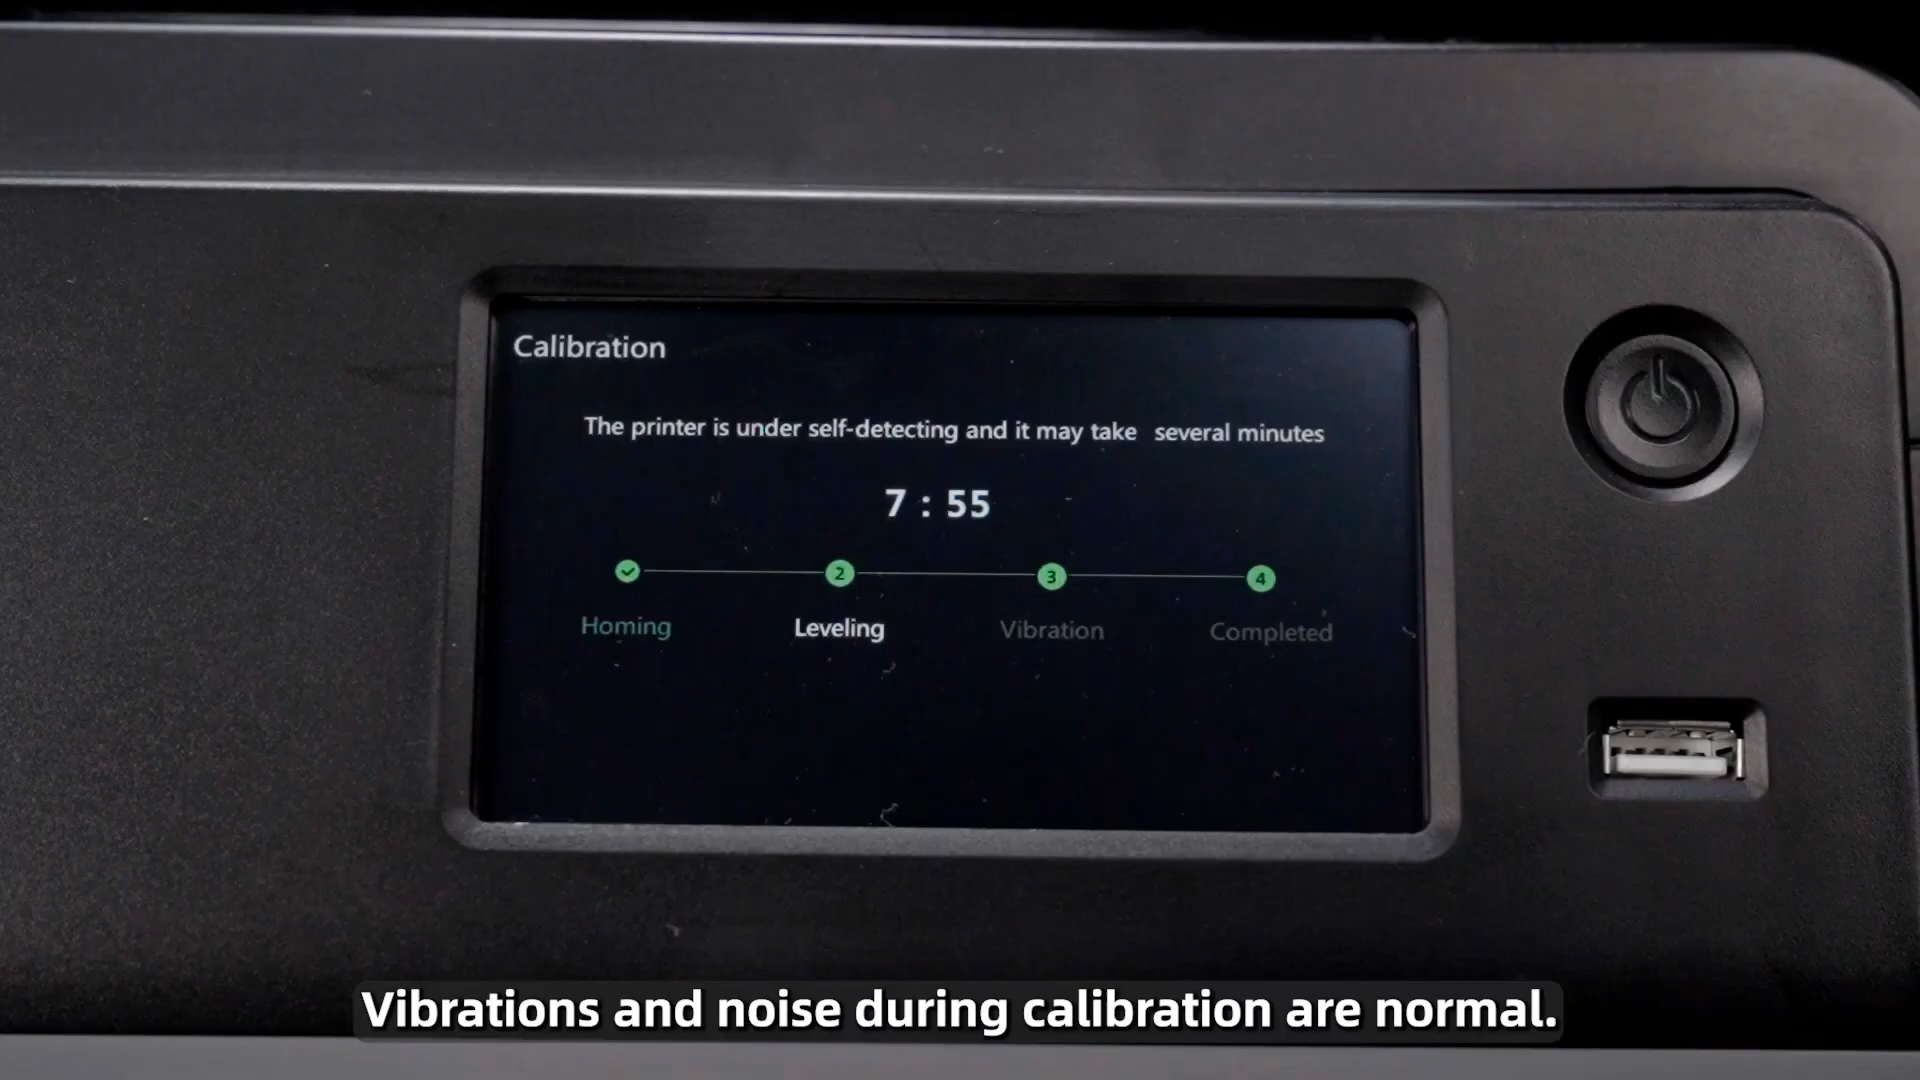 Calibration
The printer is under self-detecting and it may take several minutes
7 : 55
2 3 4
Homing Leveling Vibration Completed
Vibrations and noise during calibration are normal.